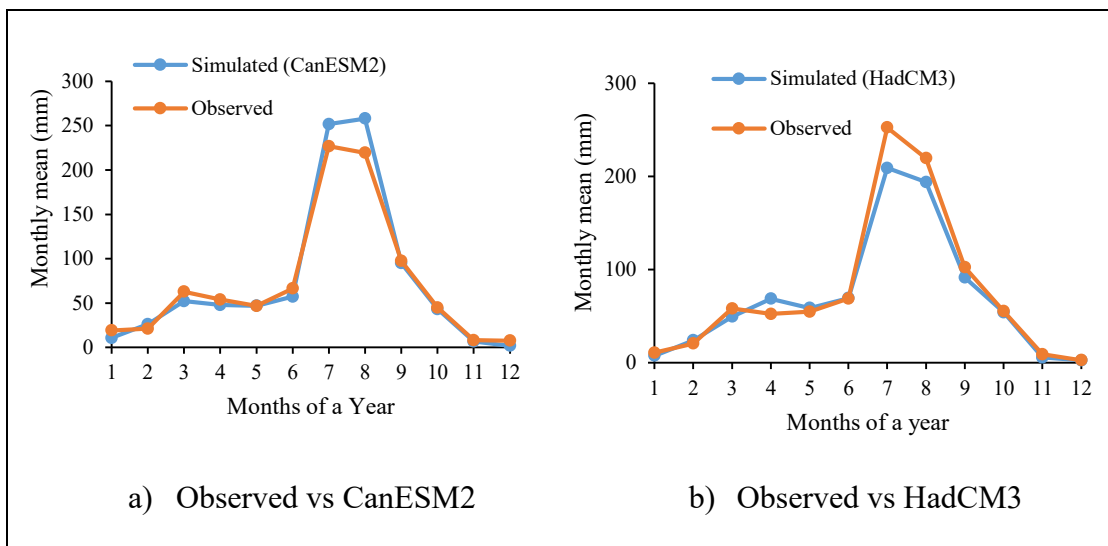 Simulated (CanESM2)
Observed
Monthly mean (mm)
300
250
200
150
100
50
0
1 2 3 4 5 6 7 8 9 10 11 12
Months of a Year
a) Observed vs CanESM2
Simulated (HadCM3)
Observed
Monthly mean (mm)
300
200
100
0
1 2 3 4 5 6 7 8 9 10 11 12
Months of a year
b) Observed vs HadCM3